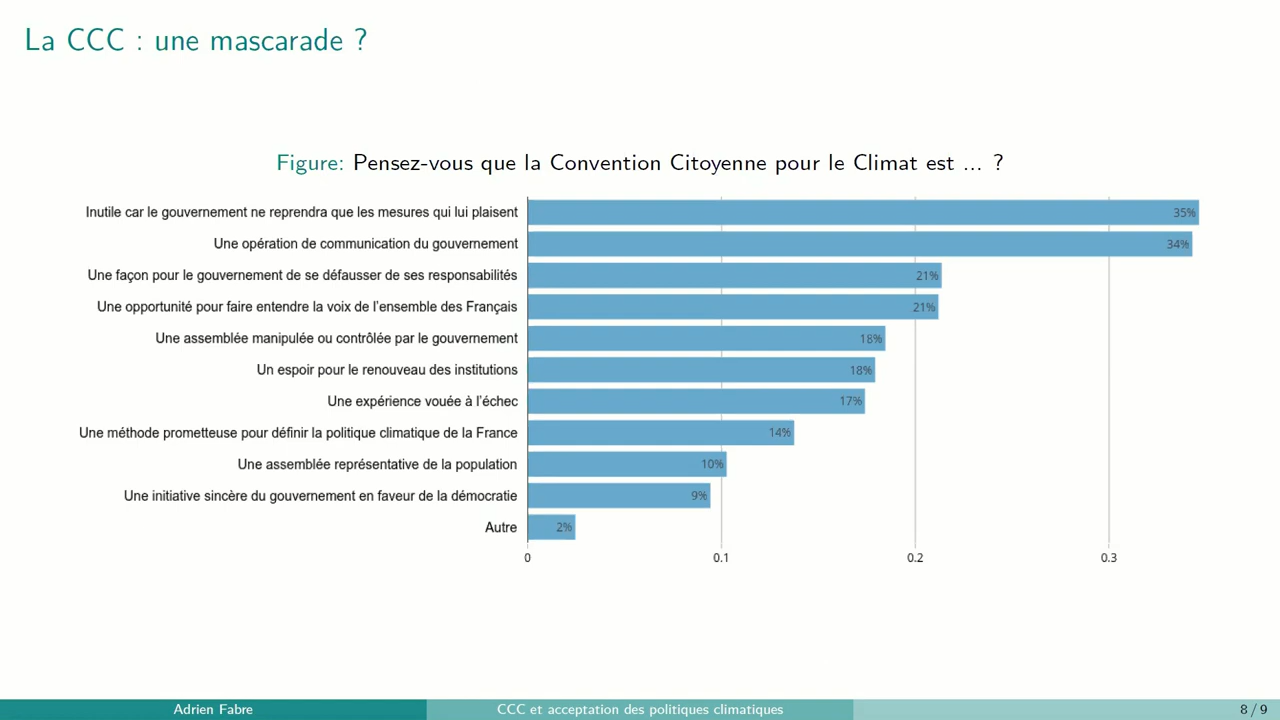 La CCC : une mascarade ?
Figure: Pensez-vous que la Convention Citoyenne pour le Climat est ... ?
Inutile car le gouvernement ne reprendra que les mesures qui lui plaisent 35%
Une opération de communication du gouvernement 34%
Une façon pour le gouvernement de se défausser de ses responsabilités 21%
Une opportunité pour faire entendre la voix de l'ensemble des Français 21%
Une assemblée manipulée ou contrôlée par le gouvernement 18%
Un espoir pour le renouveau des institutions 18%
Une expérience vouée à l'échec 17%
Une méthode prometteuse pour définir la politique climatique de la France 14%
Une assemblée représentative de la population 10%
Une initiative sincère du gouvernement en faveur de la démocratie 9%
Autre 2%
0 0.1 0.2 0.3
Adrien Fabre CCC et acceptation des politiques climatiques 8 / 9